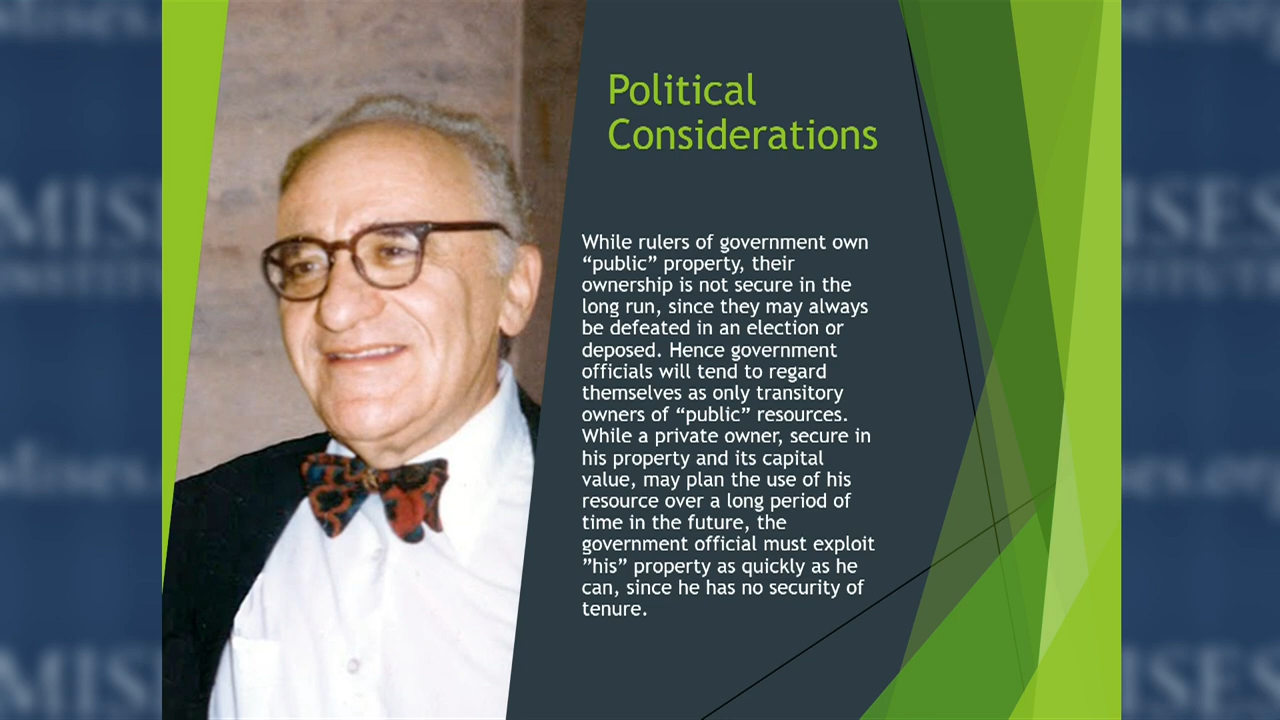 Political
Considerations
While rulers of government own
“public” property, their
ownership is not secure in the
long run, since they may always
be defeated in an election or
deposed. Hence government
officials will tend to regard
themselves as only transitory
owners of “public” resources.
While a private owner, secure in
his property and its capital
value, may plan the use of his
resource over a long period of
time in the future, the
government official must exploit
”his” property as quickly as he
can, since he has no security of
tenure.